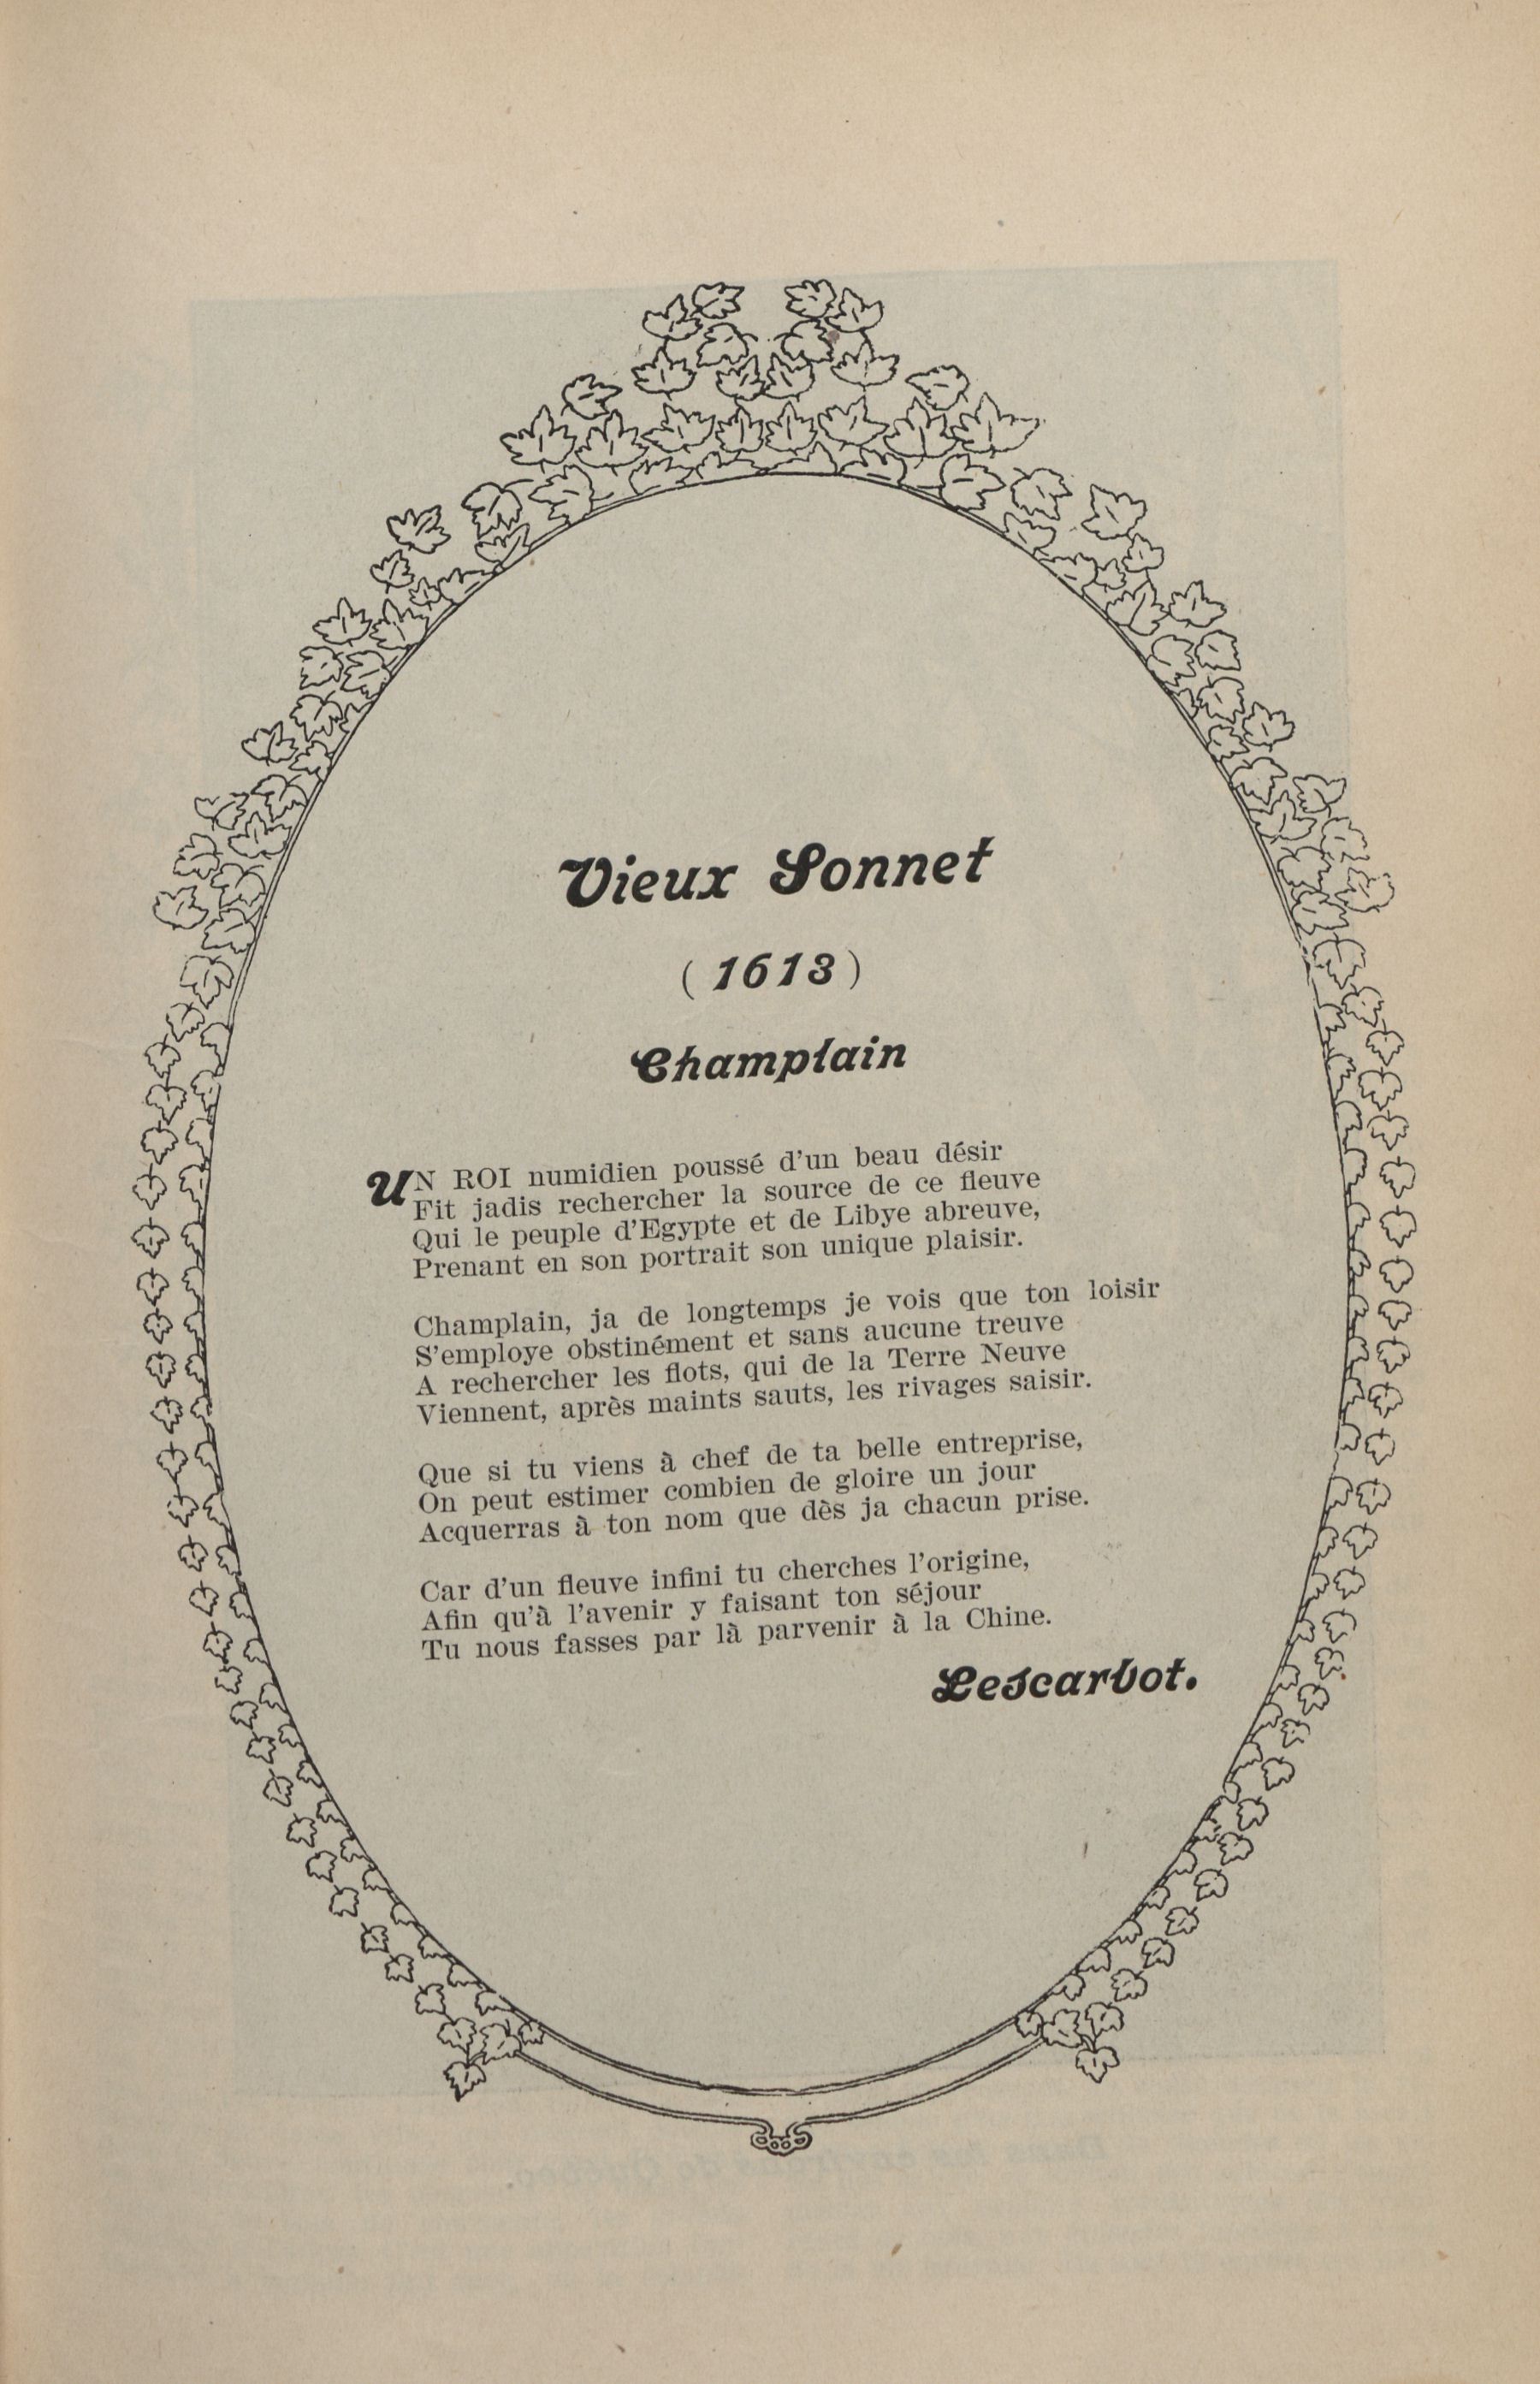 Vieux Sonnet
(1613)
Champlain
UN ROI numidien poussé d'un beau désir
Fit jadis rechercher la source de ce fleuve
Qui le peuple d'Egypte et de Libye abreuve,
Prenant en son portrait son unique plaisir.
Champlain, ja de longtemps je vois que ton loisir
S'employe obstinément et sans aucune treuve
A rechercher les flots, qui de la Terre Neuve
Viennent, après maints sauts, les rivages saisir.
Que si tu viens à chef de ta belle entreprise,
On peut estimer combien de gloire un jour
Acquerras à ton nom que dès ja chacun prise.
Car d'un fleuve infini tu cherches l'origine,
Afin qu'à l'avenir y faisant ton séjour
Tu nous fasses par là parvenir à la Chine.
Lescarbot.